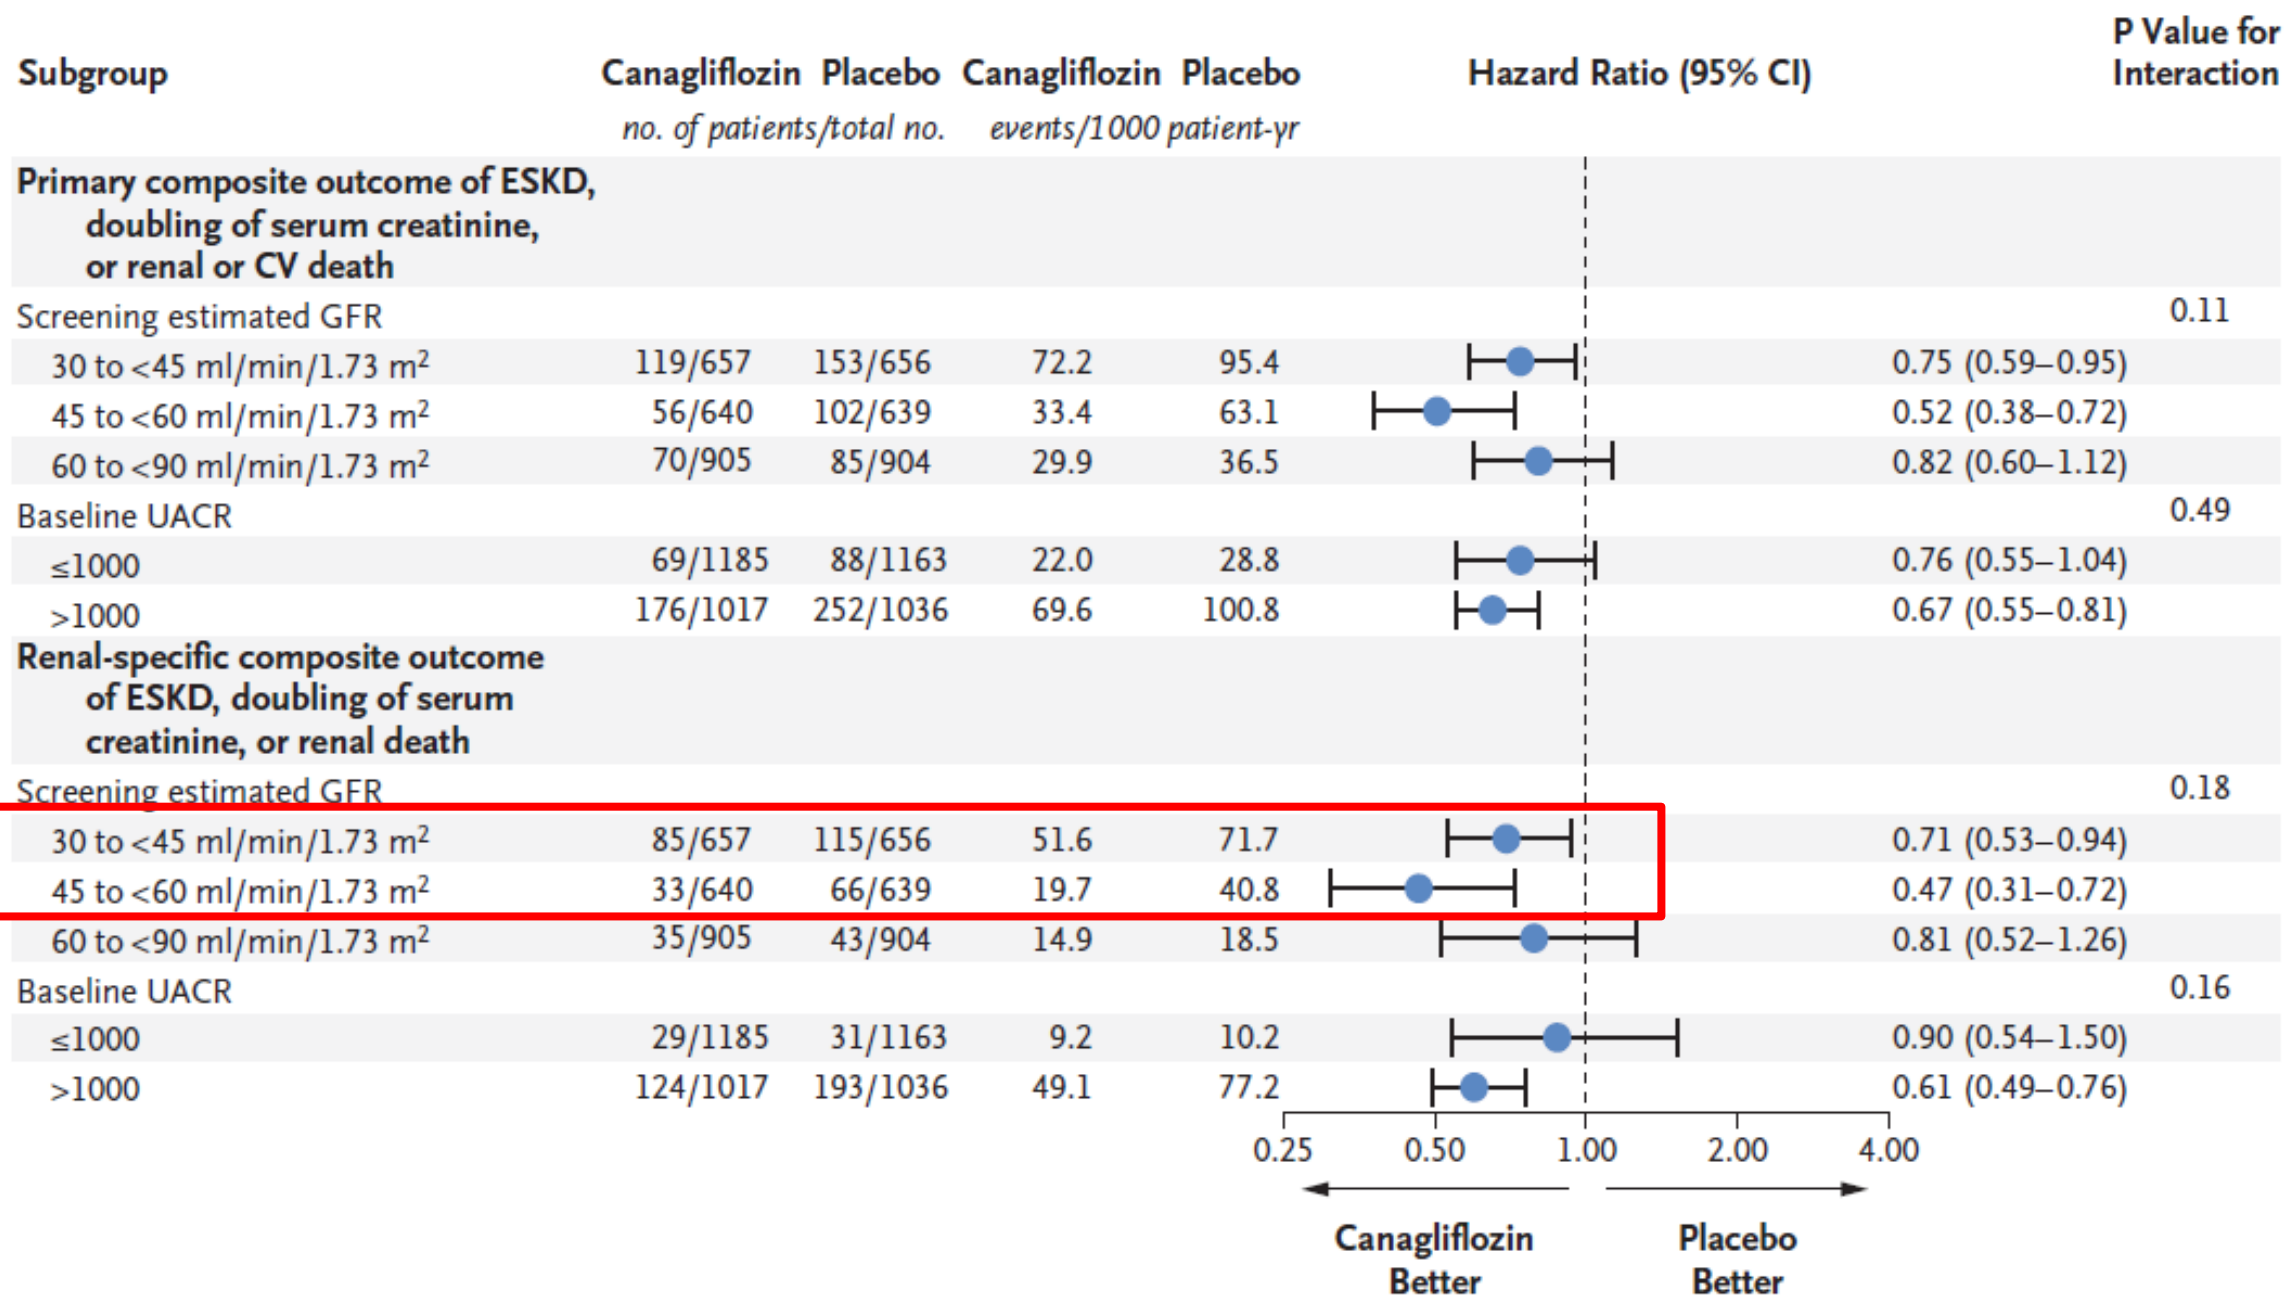 P Value for
Subgroup Canagliflozin Placebo Canagliflozin Placebo Hazard Ratio (95% CI) Interaction
no. of patients/total no. events/1000 patient-yr
Primary composite outcome of ESKD,
doubling of serum creatinine,
or renal or CV death
Screening estimated GFR 0.11
30 to <45 ml/min/1.73 m² 119/657 153/656 72.2 95.4 0.75 (0.59–0.95)
45 to <60 ml/min/1.73 m² 56/640 102/639 33.4 63.1 0.52 (0.38–0.72)
60 to <90 ml/min/1.73 m² 70/905 85/904 29.9 36.5 0.82 (0.60–1.12)
Baseline UACR 0.49
≤1000 69/1185 88/1163 22.0 28.8 0.76 (0.55–1.04)
>1000 176/1017 252/1036 69.6 100.8 0.67 (0.55–0.81)
Renal-specific composite outcome
of ESKD, doubling of serum
creatinine, or renal death
Screening estimated GFR 0.18
30 to <45 ml/min/1.73 m² 85/657 115/656 51.6 71.7 0.71 (0.53–0.94)
45 to <60 ml/min/1.73 m² 33/640 66/639 19.7 40.8 0.47 (0.31–0.72)
60 to <90 ml/min/1.73 m² 35/905 43/904 14.9 18.5 0.81 (0.52–1.26)
Baseline UACR 0.16
≤1000 29/1185 31/1163 9.2 10.2 0.90 (0.54–1.50)
>1000 124/1017 193/1036 49.1 77.2 0.61 (0.49–0.76)
0.25 0.50 1.00 2.00 4.00
Canagliflozin Placebo
Better Better